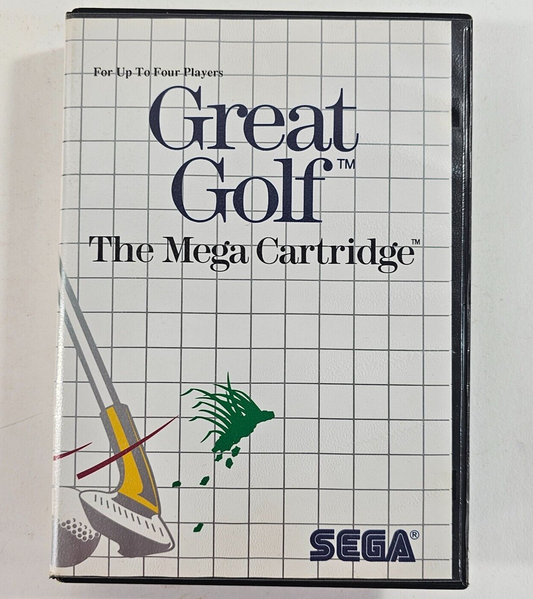 For Up To Four Players
Great
Golf™
The Mega Cartridge™
SEGA®